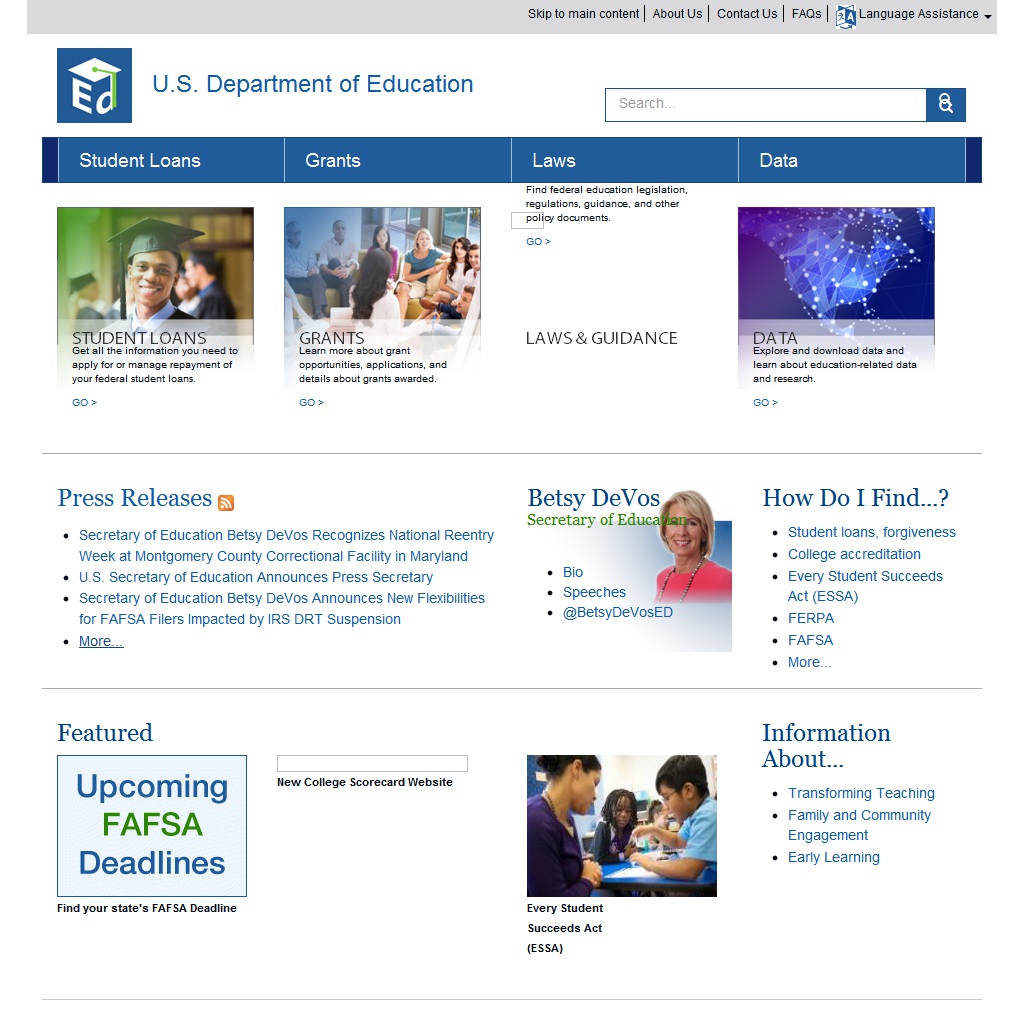 Skip to main content
About Us
Contact Us
FAQs
Language Assistance
Ed
U.S. Department of Education
Search...
Student Loans
Grants
Laws
Data
STUDENT LOANS
Get all the information you need to
apply for or manage repayment of
your federal student loans.
GO >
GRANTS
Learn more about grant
opportunities, applications, and
details about grants awarded.
GO >
Find federal education legislation,
regulations, guidance, and other
policy documents.
GO >
LAWS & GUIDANCE
DATA
Explore and download data and
learn about education-related data
and research.
GO >
Press Releases
Secretary of Education Betsy DeVos Recognizes National Reentry
Week at Montgomery County Correctional Facility in Maryland
U.S. Secretary of Education Announces Press Secretary
Secretary of Education Betsy DeVos Announces New Flexibilities
for FAFSA Filers Impacted by IRS DRT Suspension
More...
Betsy DeVos
Secretary of Education
Bio
Speeches
@BetsyDeVosED
How Do I Find...?
Student loans, forgiveness
College accreditation
Every Student Succeeds
Act (ESSA)
FERPA
FAFSA
More...
Featured
Upcoming
FAFSA
Deadlines
Find your state's FAFSA Deadline
New College Scorecard Website
Every Student
Succeeds Act
(ESSA)
Information
About...
Transforming Teaching
Family and Community
Engagement
Early Learning